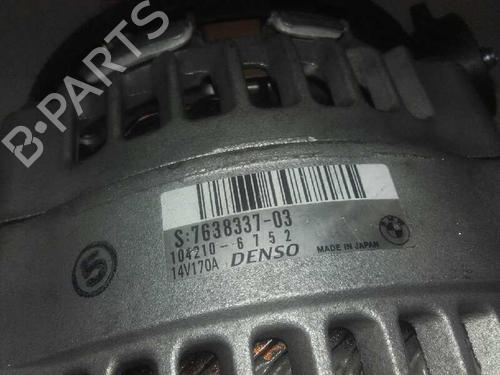 B·PARTS
S:7638337-03
104210-6752
14V170A DENSO MADE IN JAPAN
5